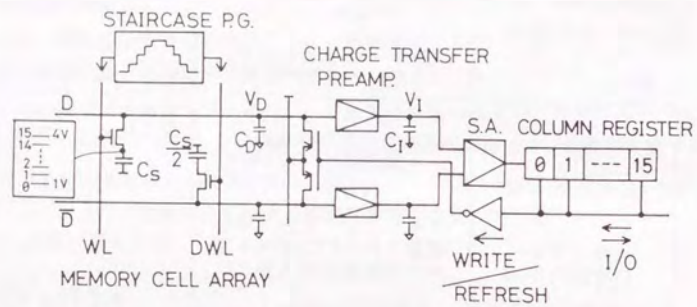 STAIRCASE P.G.
CHARGE TRANSFER
PREAMP.
D
V_D
V_I
S.A.
COLUMN REGISTER
15
4V
14
2
1
0
1V
C_S
C_S/2
C_D
C_I
0 1 --- 15
D̅
WL
DWL
WRITE
I/O
MEMORY CELL ARRAY
REFRESH